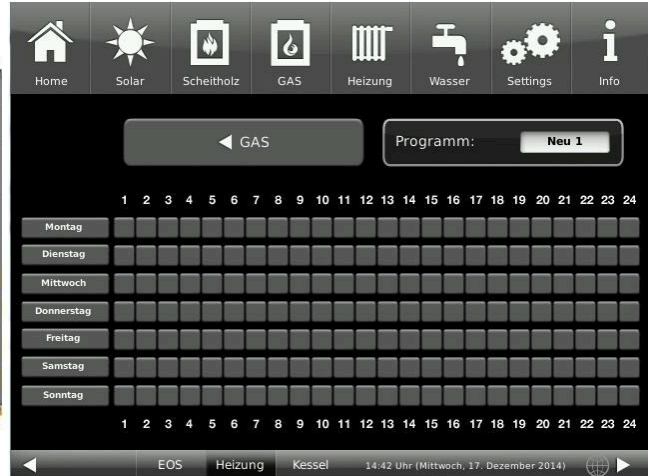 Home Solar Scheitholz GAS Heizung Wasser Settings Info
GAS
Programm: Neu 1
1 2 3 4 5 6 7 8 9 10 11 12 13 14 15 16 17 18 19 20 21 22 23 24
Montag
Dienstag
Mittwoch
Donnerstag
Freitag
Samstag
Sonntag
1 2 3 4 5 6 7 8 9 10 11 12 13 14 15 16 17 18 19 20 21 22 23 24
EOS Heizung Kessel 14:42 Uhr (Mittwoch, 17. Dezember 2014)